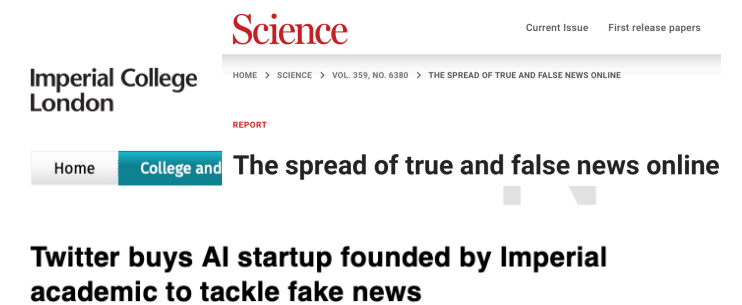 Science
Current Issue First release papers
HOME > SCIENCE > VOL. 359, NO. 6380 > THE SPREAD OF TRUE AND FALSE NEWS ONLINE
Imperial College
London
REPORT
Home College and
The spread of true and false news online
Twitter buys AI startup founded by Imperial
academic to tackle fake news